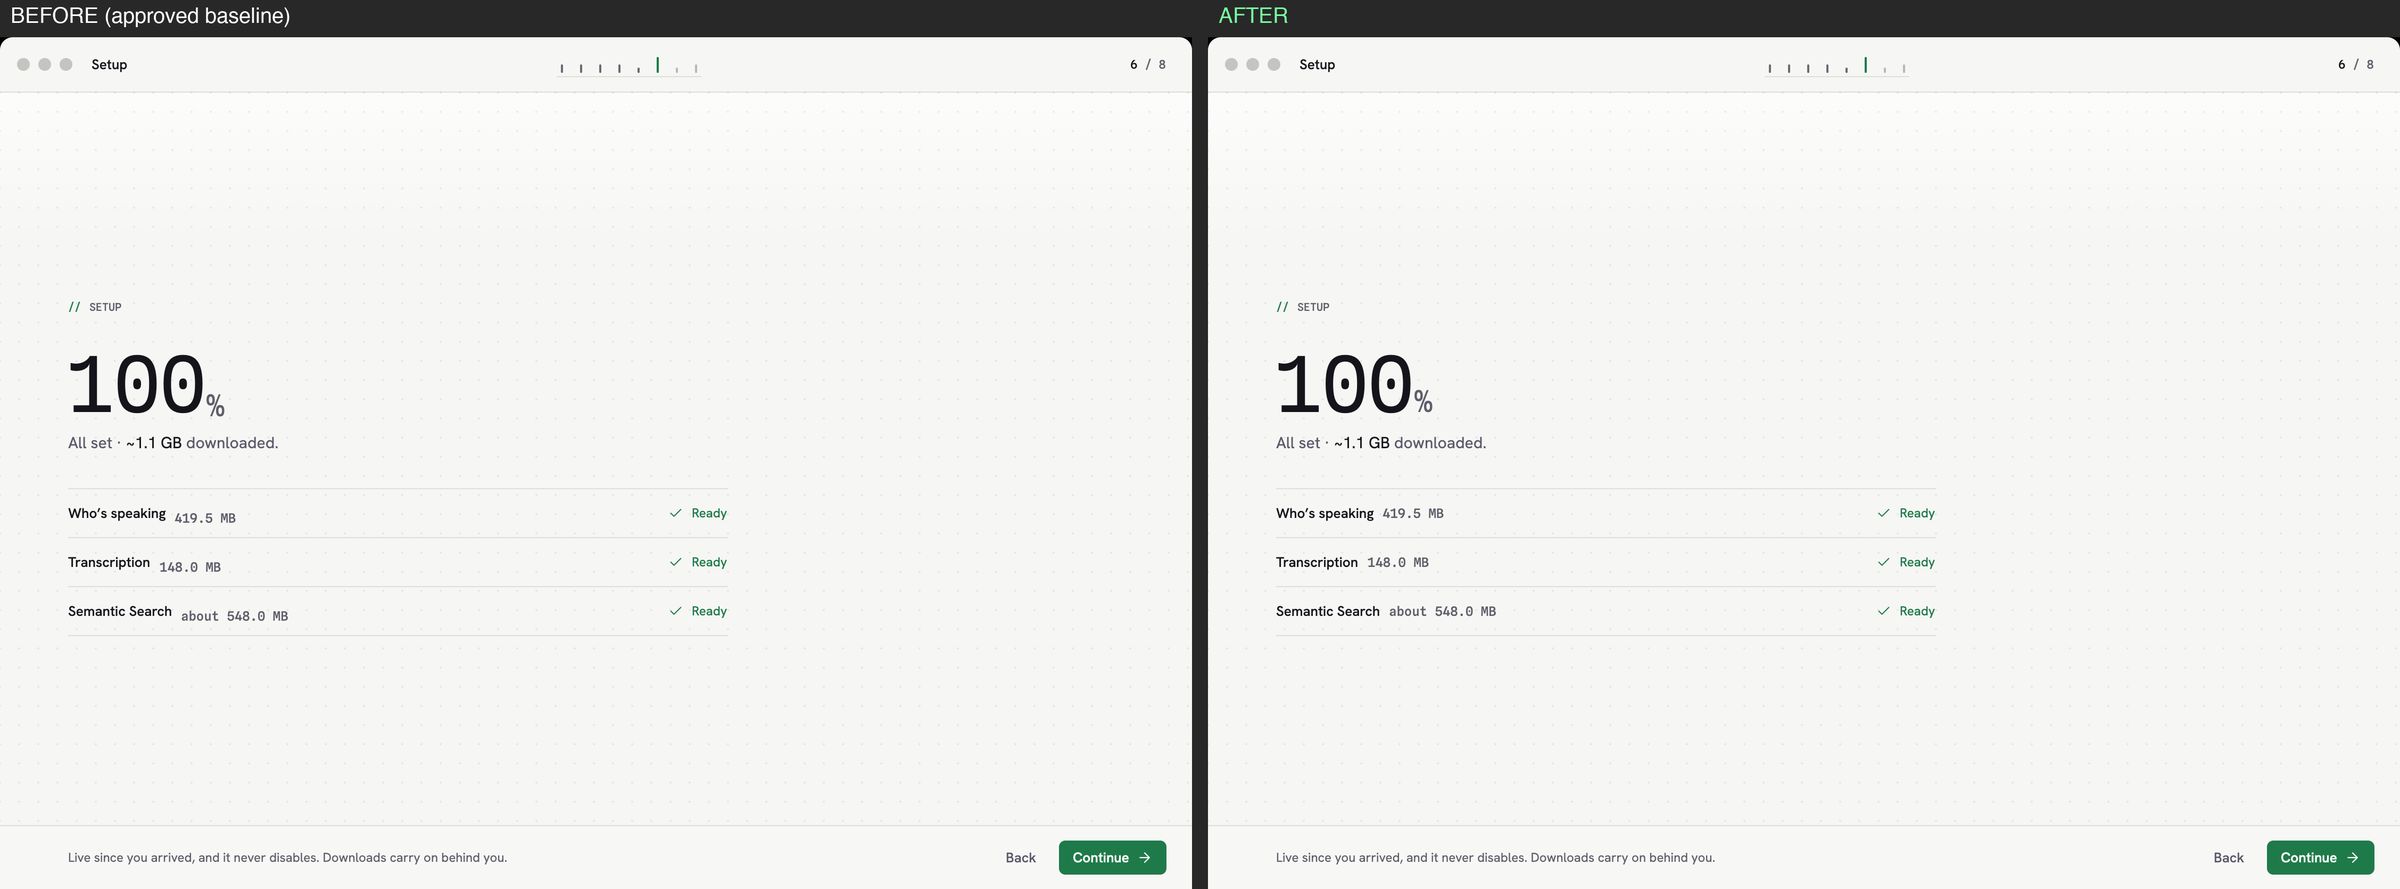 BEFORE (approved baseline)
Setup
6 / 8
// SETUP
100%
All set · ~1.1 GB downloaded.
Who’s speaking 419.5 MB
Ready
Transcription 148.0 MB
Ready
Semantic Search about 548.0 MB
Ready
Live since you arrived, and it never disables. Downloads carry on behind you.
Back
Continue →
AFTER
Setup
6 / 8
// SETUP
100%
All set · ~1.1 GB downloaded.
Who’s speaking 419.5 MB
Ready
Transcription 148.0 MB
Ready
Semantic Search about 548.0 MB
Ready
Live since you arrived, and it never disables. Downloads carry on behind you.
Back
Continue →